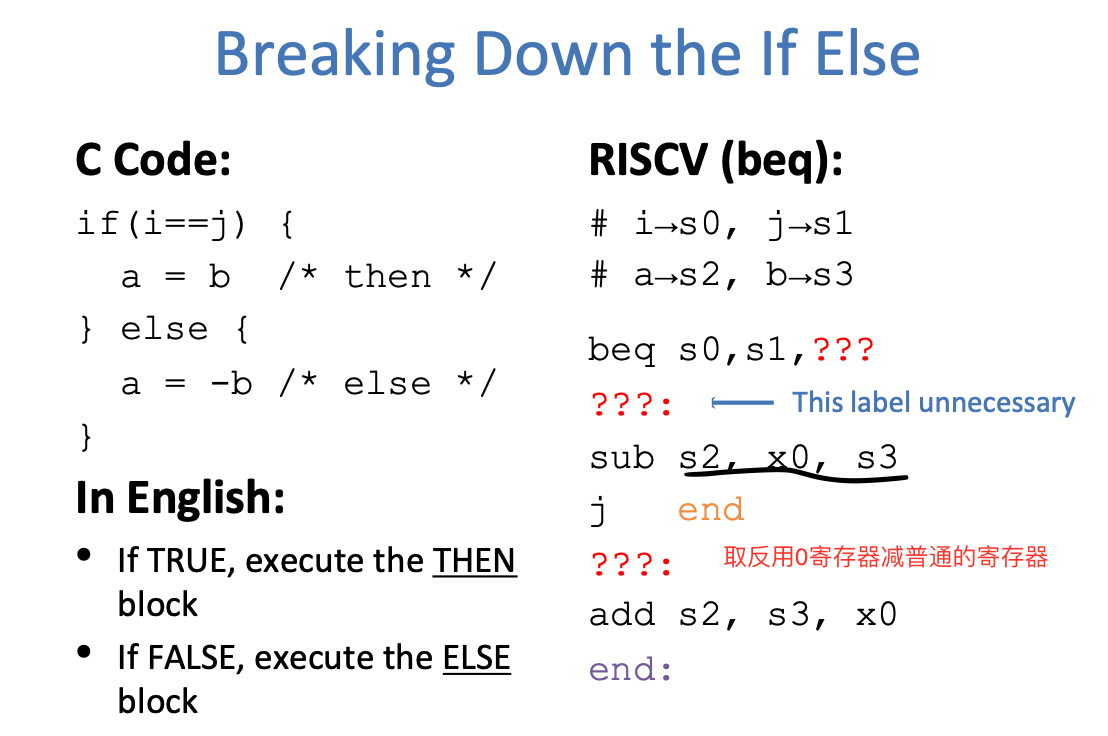 Breaking Down the If Else
C Code:
if(i==j) {
  a = b  /* then */
} else {
  a = -b /* else */
}
In English:
• If TRUE, execute the THEN
block
• If FALSE, execute the ELSE
block
RISCV (beq):
# i→s0, j→s1
# a→s2, b→s3
beq s0,s1,???
???: This label unnecessary
sub s2, x0, s3
j   end
???: 取反用0寄存器减普通的寄存器
add s2, s3, x0
end: